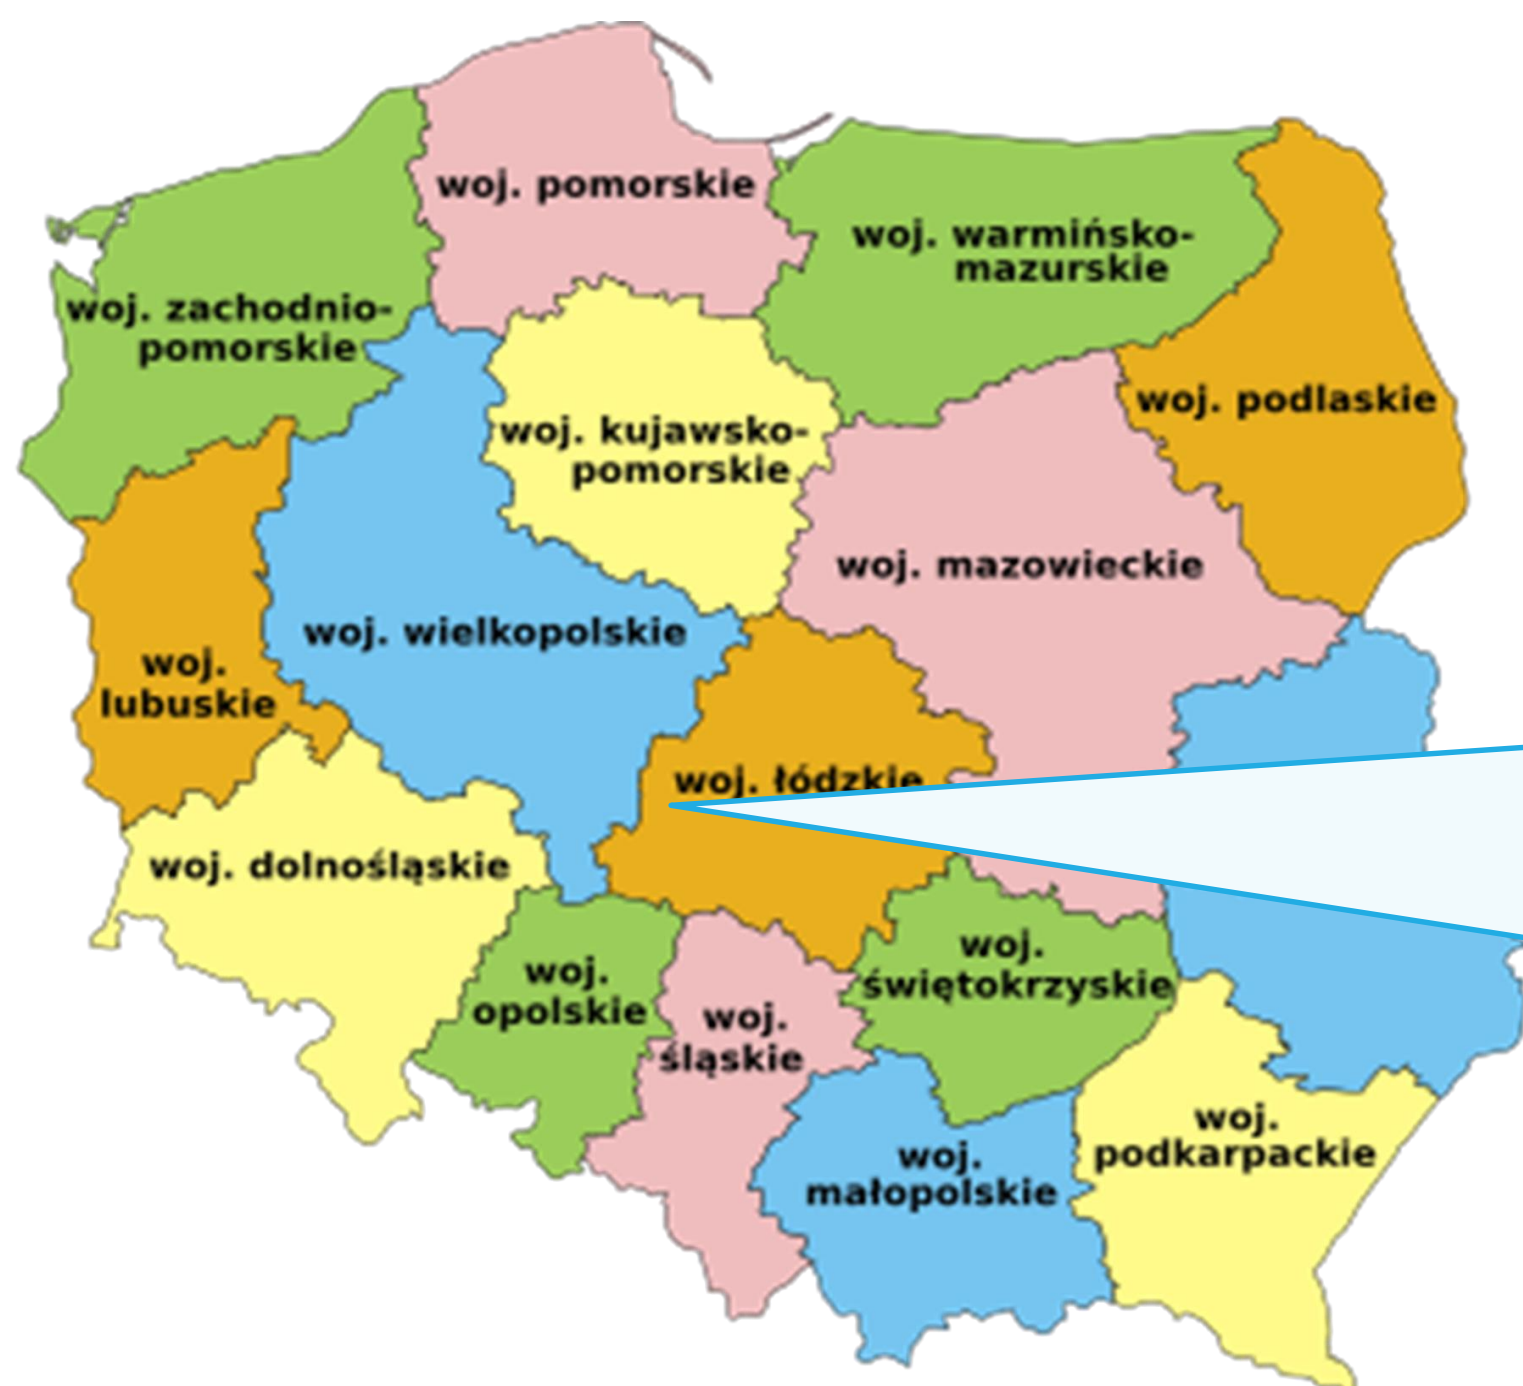 woj. pomorskie
woj. warmińsko-
mazurskie
woj. zachodnio-
pomorskie
woj. podlaskie
woj. kujawsko-
pomorskie
woj. mazowieckie
woj. wielkopolskie
woj.
lubuskie
woj. łódzkie
woj. dolnośląskie
woj.
świętokrzyskie
woj.
opolskie
woj.
śląskie
woj.
podkarpackie
woj.
małopolskie